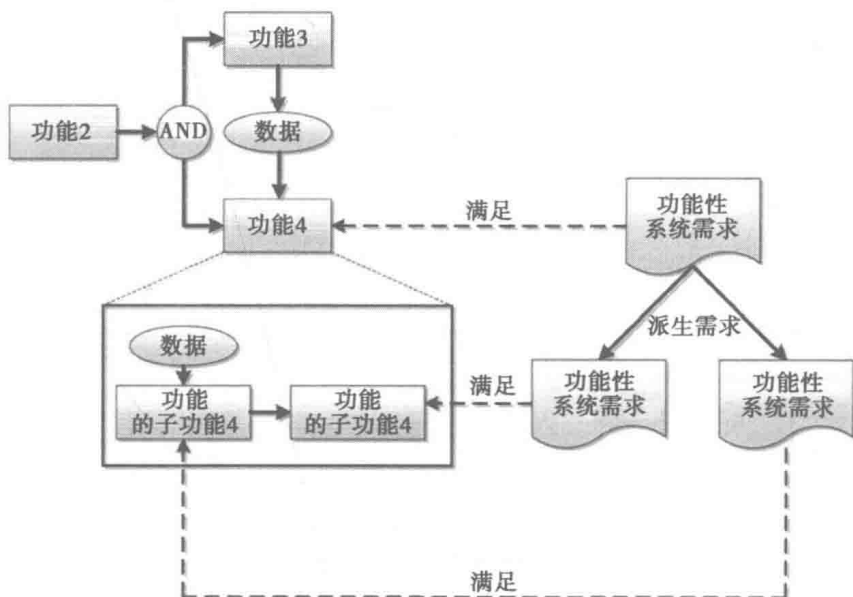 功能3
功能2
AND
数据
功能4
满足
功能性
系统需求
派生需求
数据
功能
的子功能4
功能
的子功能4
满足
功能性
系统需求
功能性
系统需求
满足